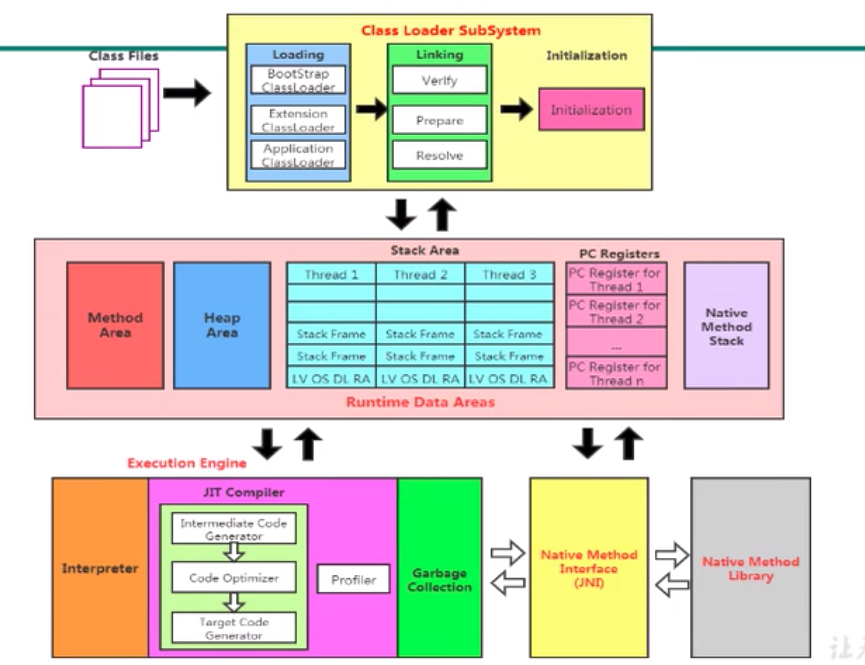 Class Loader SubSystem
Class Files
Loading
Linking
Initialization
BootStrap
ClassLoader
Verify
Extension
ClassLoader
Prepare
Initialization
Application
ClassLoader
Resolve
Stack Area
PC Registers
Method
Area
Heap
Area
Thread 1
Thread 2
Thread 3
Stack Frame
Stack Frame
Stack Frame
Stack Frame
Stack Frame
Stack Frame
LV OS DL RA
LV OS DL RA
LV OS DL RA
PC Register for
Thread 1
PC Register for
Thread 2
...
PC Register for
Thread n
Native
Method
Stack
Runtime Data Areas
Execution Engine
Interpreter
JIT Compiler
Intermediate Code
Generator
Code Optimizer
Target Code
Generator
Profiler
Garbage
Collection
Native Method
Interface
(JNI)
Native Method
Library
让